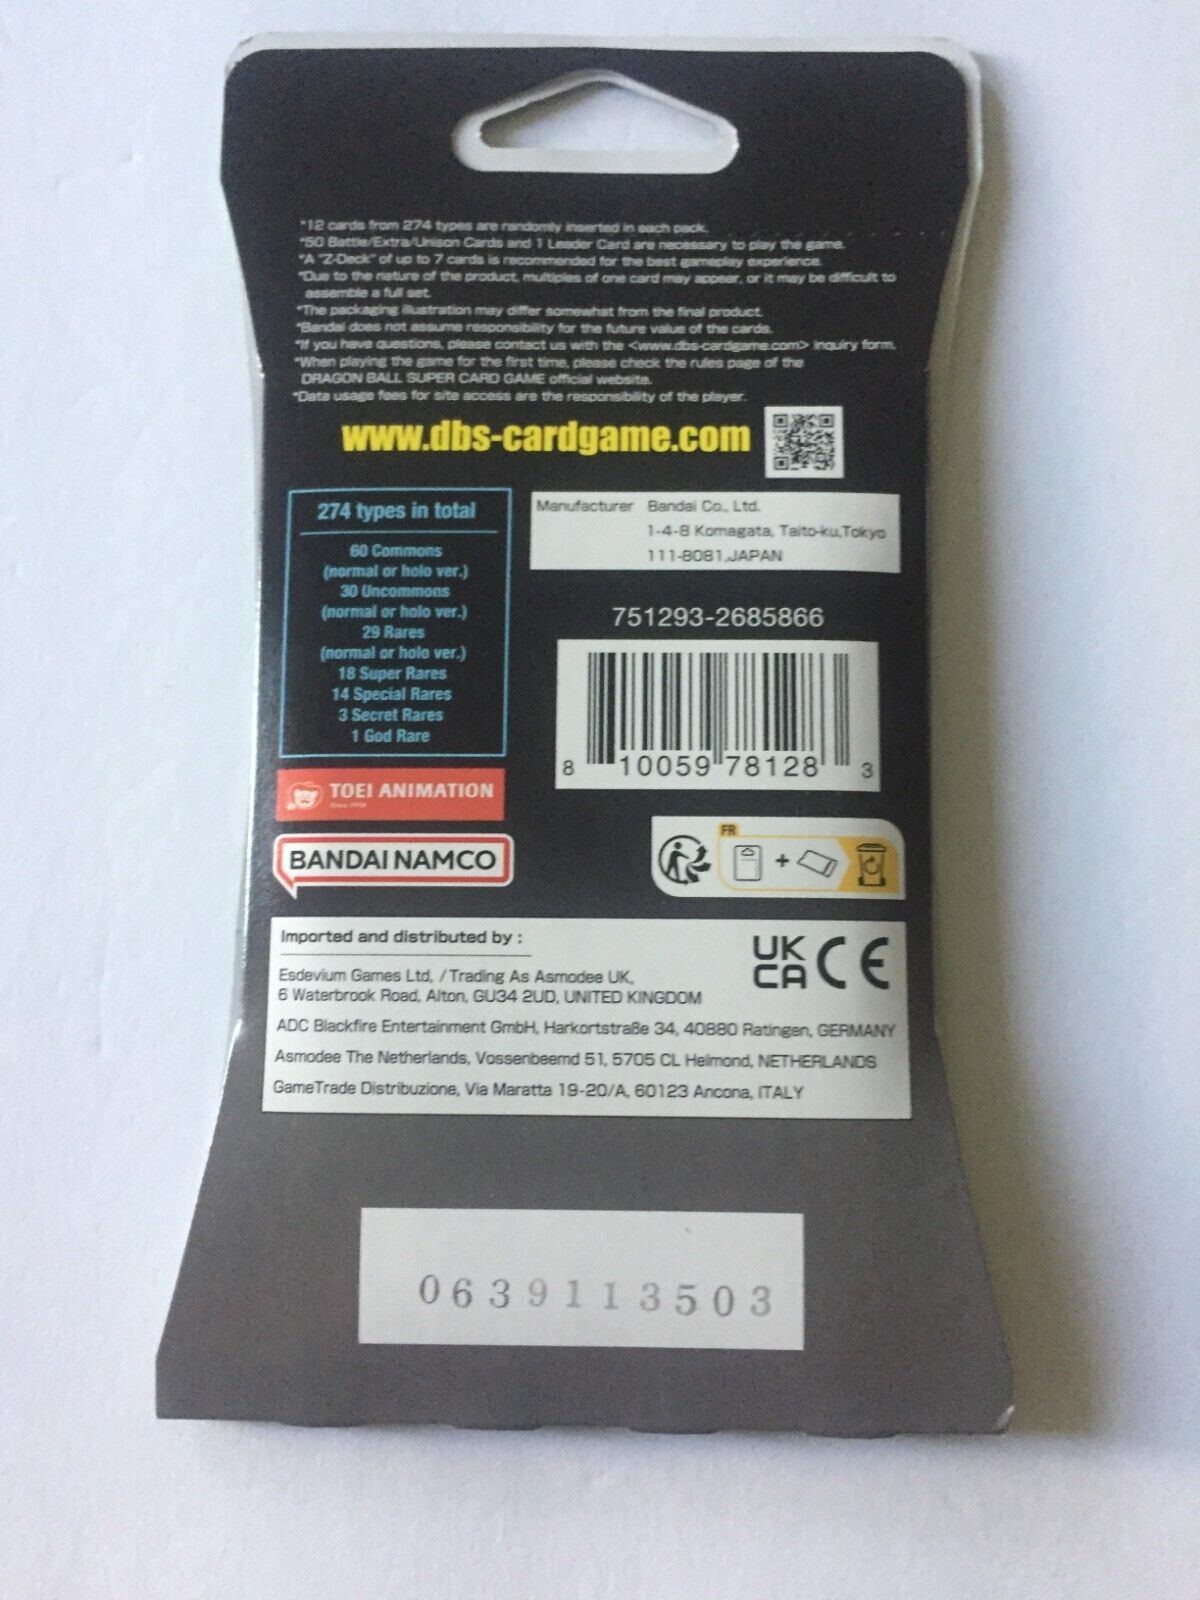 *12 cards from 274 types are randomly inserted in each pack.
*50 Battle/Extra/Unison Cards and 1 Leader Card are necessary to play the game.
*A "Z-Deck" of up to 7 cards is recommended for the best gameplay experience.
*Due to the nature of the product, multiples of one card may appear, or it may be difficult to
assemble a full set.
*The packaging illustration may differ somewhat from the final product.
*Bandai does not assume responsibility for the future value of the cards.
*If you have questions, please contact us with the <www.dbs-cardgame.com> inquiry form.
*When playing the game for the first time, please check the rules page of the
DRAGON BALL SUPER CARD GAME official website.
*Data usage fees for site access are the responsibility of the player.
www.dbs-cardgame.com
274 types in total
60 Commons
(normal or holo ver.)
30 Uncommons
(normal or holo ver.)
29 Rares
(normal or holo ver.)
18 Super Rares
14 Special Rares
3 Secret Rares
1 God Rare
Manufacturer Bandai Co., Ltd.
1-4-8 Komagata, Taito-ku,Tokyo
111-8081,JAPAN
751293-2685866
8 10059 78128 3
TOEI ANIMATION
Since 1956
BANDAI NAMCO
FR
+
Imported and distributed by :
UK
CA CE
Esdevium Games Ltd, / Trading As Asmodee UK,
6 Waterbrook Road, Alton, GU34 2UD, UNITED KINGDOM
ADC Blackfire Entertainment GmbH, Harkortstraße 34, 40880 Ratingen, GERMANY
Asmodee The Netherlands, Vossenbeemd 51, 5705 CL Helmond, NETHERLANDS
GameTrade Distribuzione, Via Maratta 19-20/A, 60123 Ancona, ITALY
0639113503